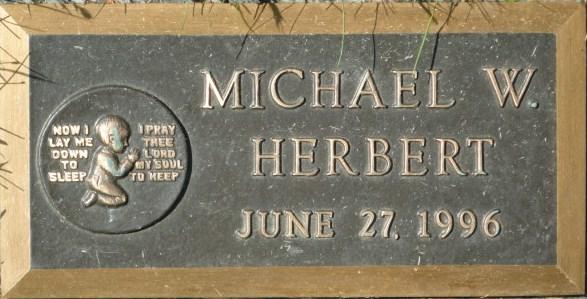 NOW I
LAY ME
DOWN
TO
SLEEP
I PRAY
THEE
LORD
MY SOUL
TO KEEP
MICHAEL W.
HERBERT
JUNE 27, 1996